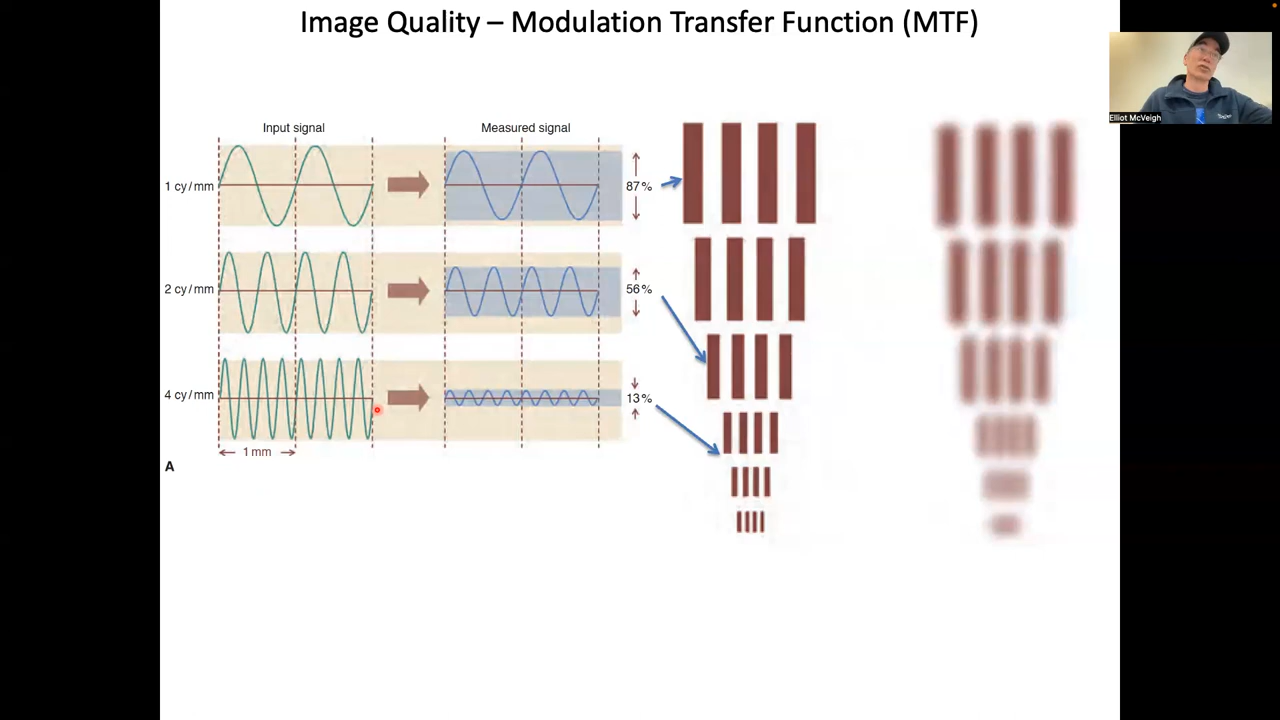 Image Quality – Modulation Transfer Function (MTF)
Elliot McVeigh
Input signal
Measured signal
1 cy/mm
87%
2 cy/mm
56%
4 cy/mm
13%
1 mm
A